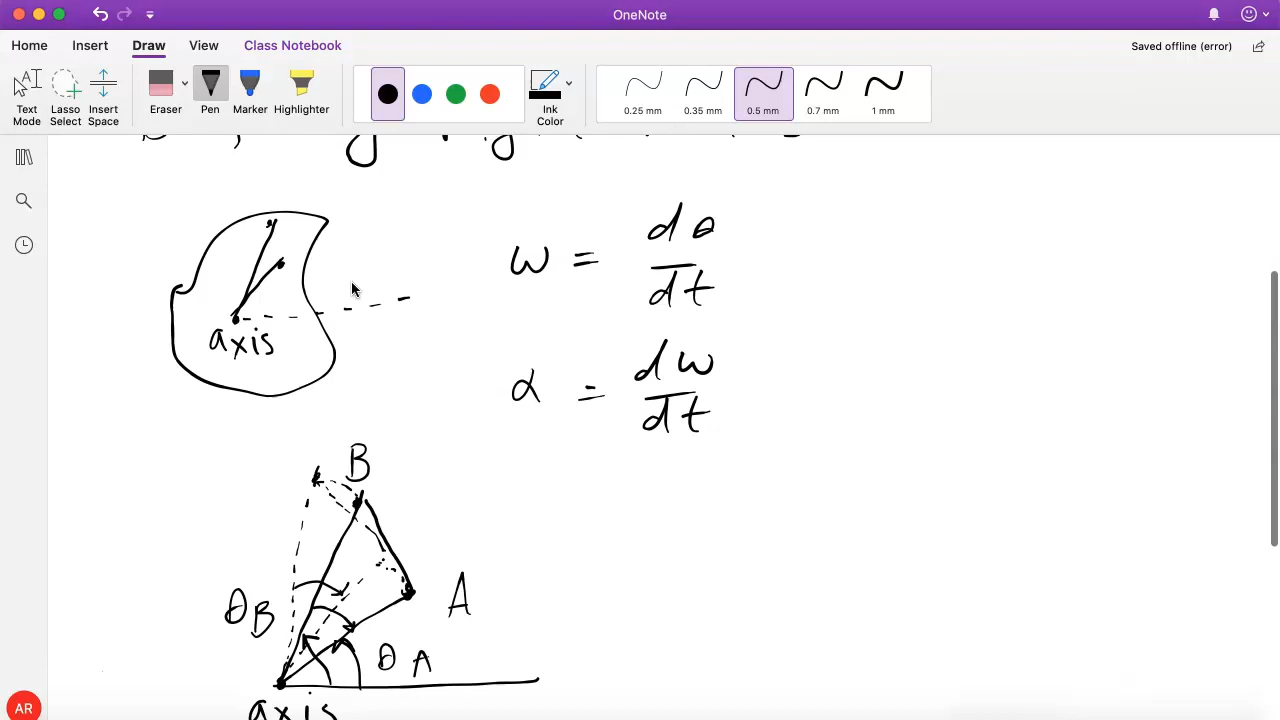 OneNote
Home Insert Draw View Class Notebook
Saved offline (error)
Text Mode
Lasso Select
Insert Space
Eraser
Pen
Marker
Highlighter
Ink Color
0.25 mm
0.35 mm
0.5 mm
0.7 mm
1 mm
axis
ω = dθ/dt
α = dω/dt
B
A
θB
θA
axis
AR